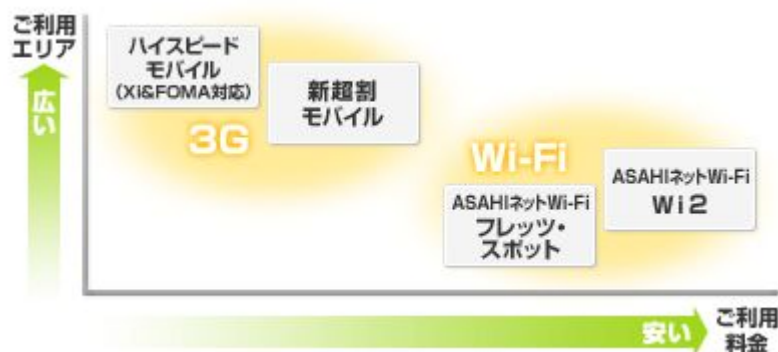 ご利用
エリア
広い
ハイスピード
モバイル
(Xi&FOMA対応)
新超割
モバイル
3G
Wi-Fi
ASAHIネットWi-Fi
フレッツ・
スポット
ASAHIネットWi-Fi
Wi2
安い
ご利用
料金